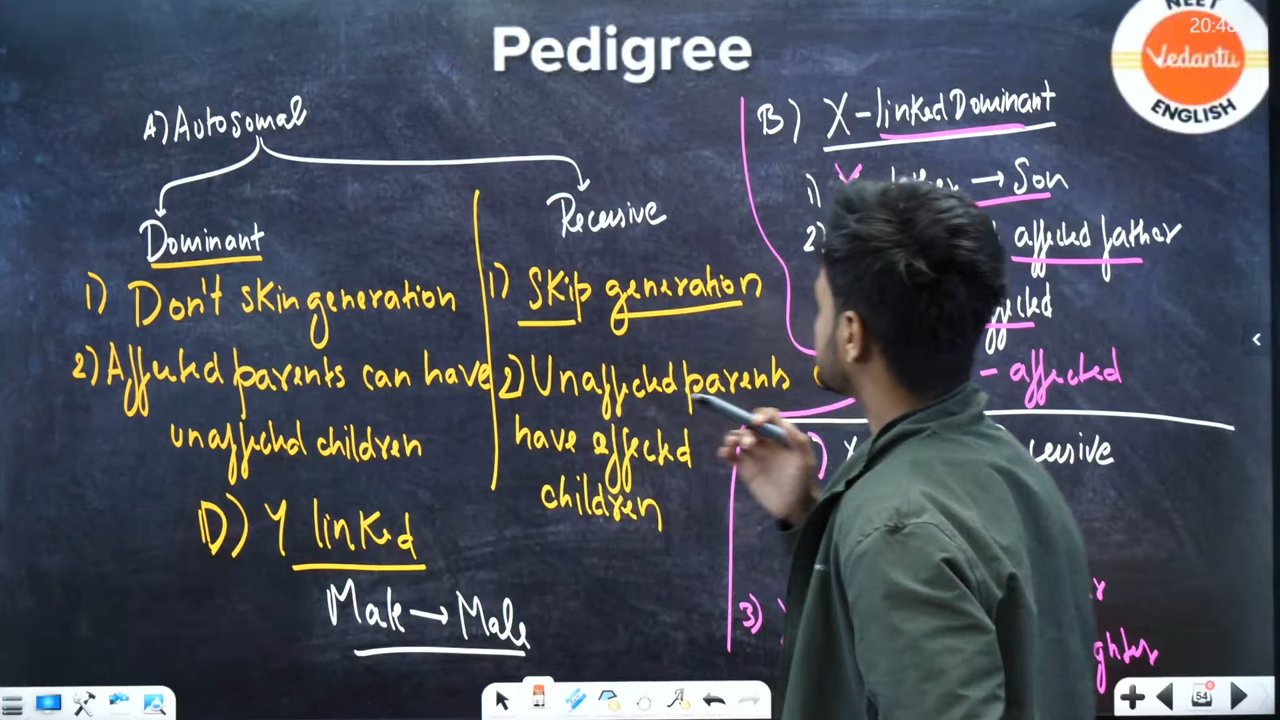 Pedigree
NEET
20:48
Vedantu
ENGLISH
A) Autosomal
Dominant
1) Don't skin generation
2) Affected parents can have
unaffected children
Recessive
1) Skip generation
2) Unaffected parents
have affected
children
D) Y linked
Male → Male
B) X-linked Dominant
1) → Son
2) affected father
- affected
3)
54